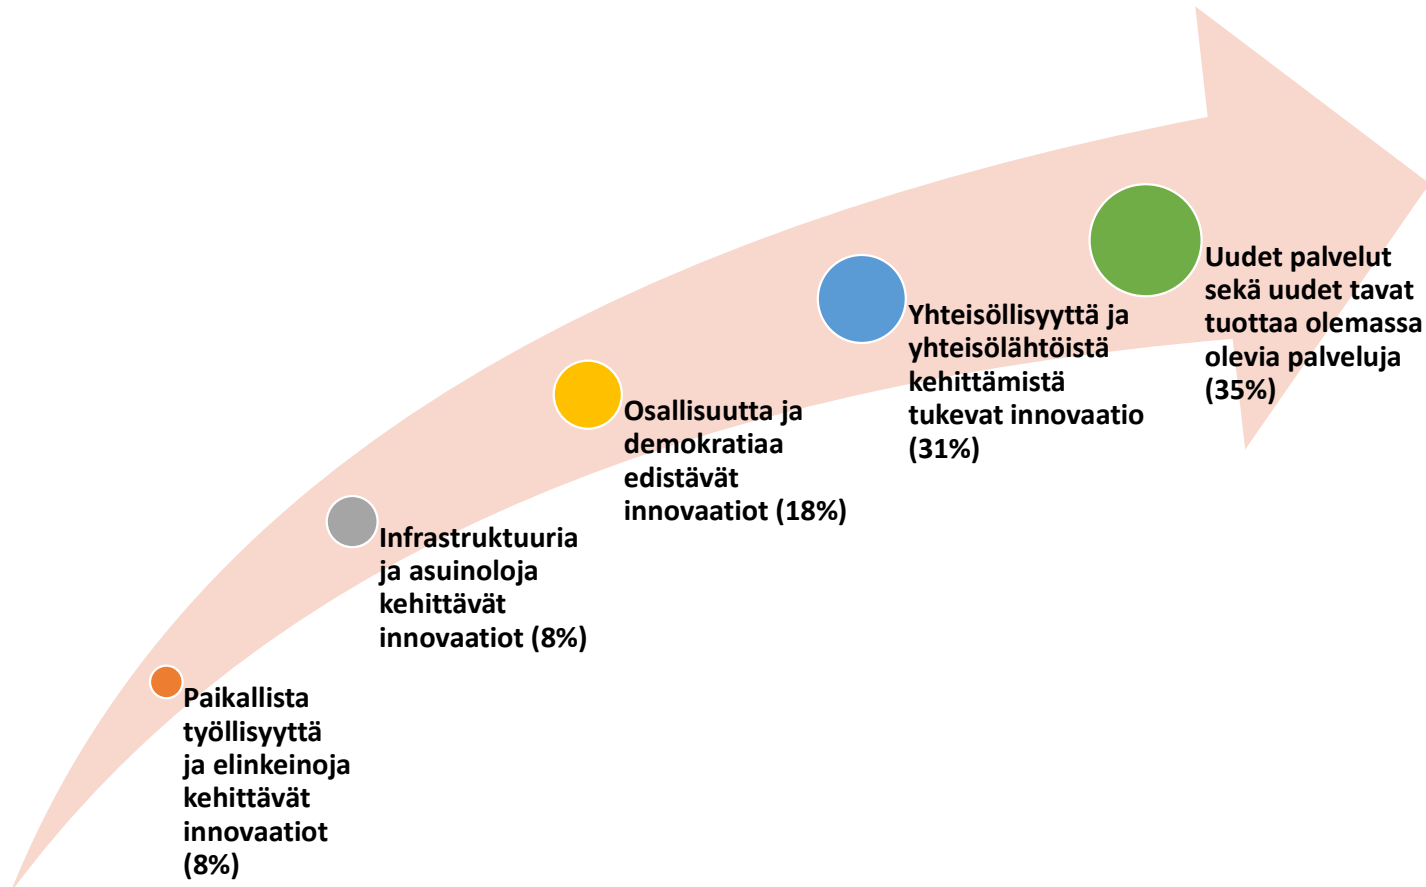 Uudet palvelut
sekä uudet tavat
tuottaa olemassa
olevia palveluja
(35%)
Yhteisöllisyyttä ja
yhteisölähtöistä
kehittämistä
tukevat innovaatio
(31%)
Osallisuutta ja
demokratiaa
edistävät
innovaatiot (18%)
Infrastruktuuria
ja asuinoloja
kehittävät
innovaatiot (8%)
Paikallista
työllisyyttä
ja elinkeinoja
kehittävät
innovaatiot
(8%)